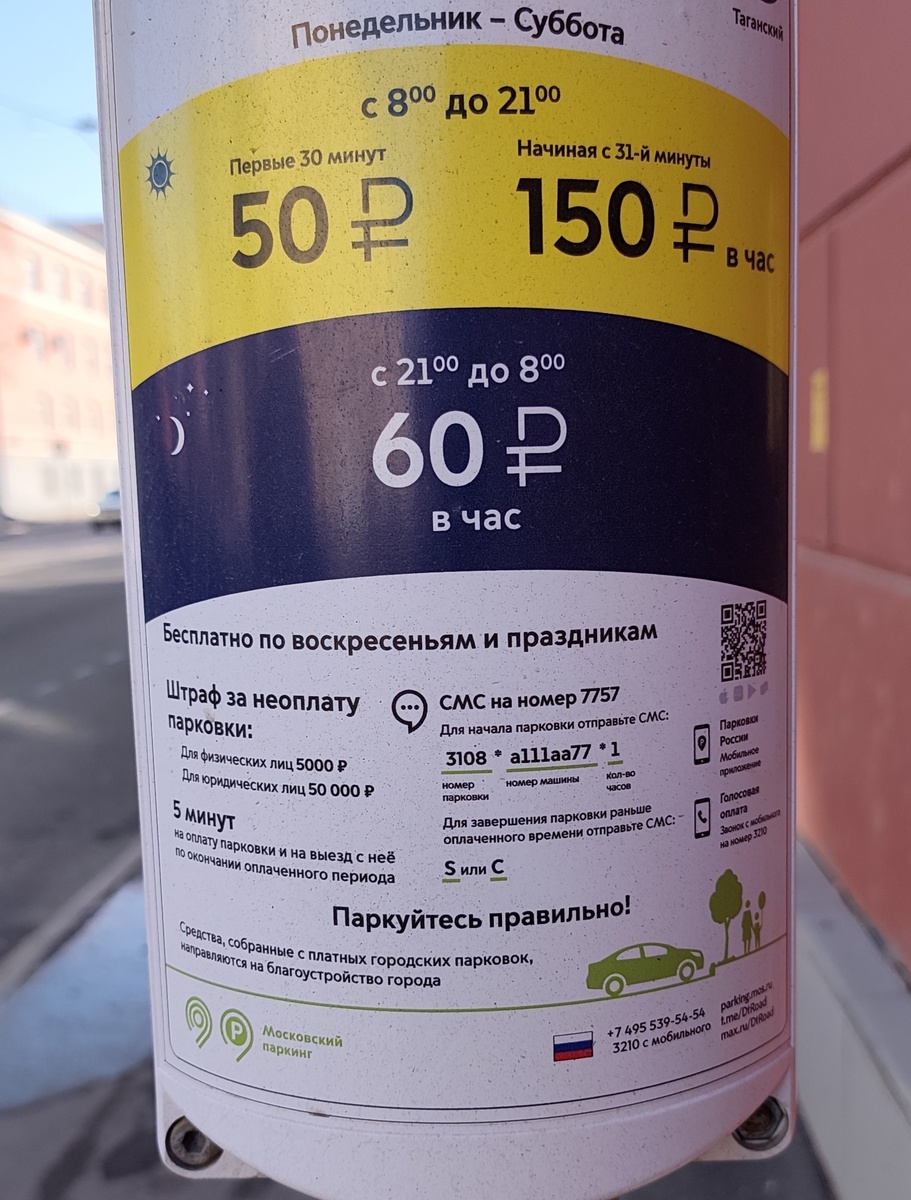 Понедельник – Суббота
Таганский
с 8⁰⁰ до 21⁰⁰
Первые 30 минут
50 ₽
Начиная с 31-й минуты
150 ₽ в час
с 21⁰⁰ до 8⁰⁰
60 ₽
в час
Бесплатно по воскресеньям и праздникам
Штраф за неоплату
парковки:
Для физических лиц 5000 ₽
Для юридических лиц 50 000 ₽
5 минут
на оплату парковки и на выезд с неё
по окончании оплаченного периода
СМС на номер 7757
Для начала парковки отправьте СМС:
3108 * а111аа77 * 1
номер
парковки
номер машины
кол-во
часов
Для завершения парковки раньше
оплаченного времени отправьте СМС:
S или C
Парковки
России
Мобильное
приложение
Голосовая
оплата
Звонок с мобильного
на номер 3210
Паркуйтесь правильно!
Средства, собранные с платных городских парковок,
направляются на благоустройство города
Московский
паркинг
+7 495 539-54-54
3210 с мобильного
parking.mos.ru
t.me/DtRoad
max.ru/DtRoad